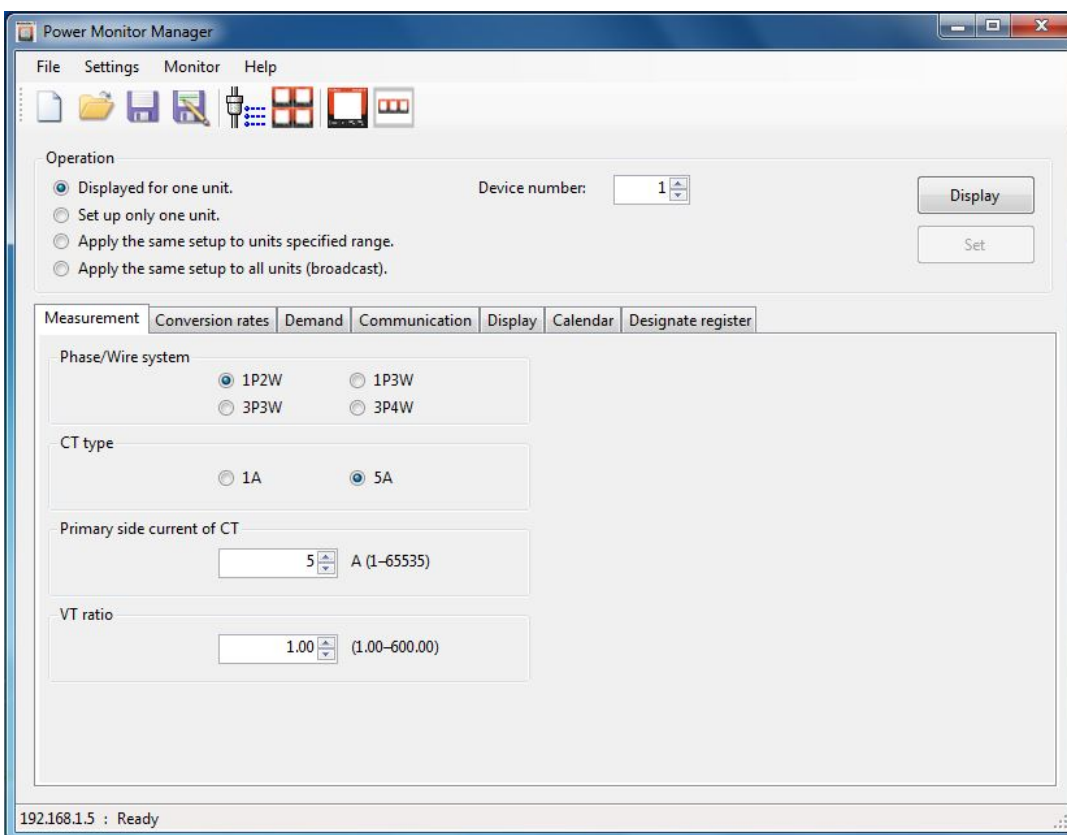 Power Monitor Manager
File Settings Monitor Help
Operation
Displayed for one unit. Device number: 1 Display
Set up only one unit.
Apply the same setup to units specified range. Set
Apply the same setup to all units (broadcast).
Measurement Conversion rates Demand Communication Display Calendar Designate register
Phase/Wire system
1P2W 1P3W
3P3W 3P4W
CT type
1A 5A
Primary side current of CT
5 A (1–65535)
VT ratio
1.00 (1.00–600.00)
192.168.1.5 : Ready